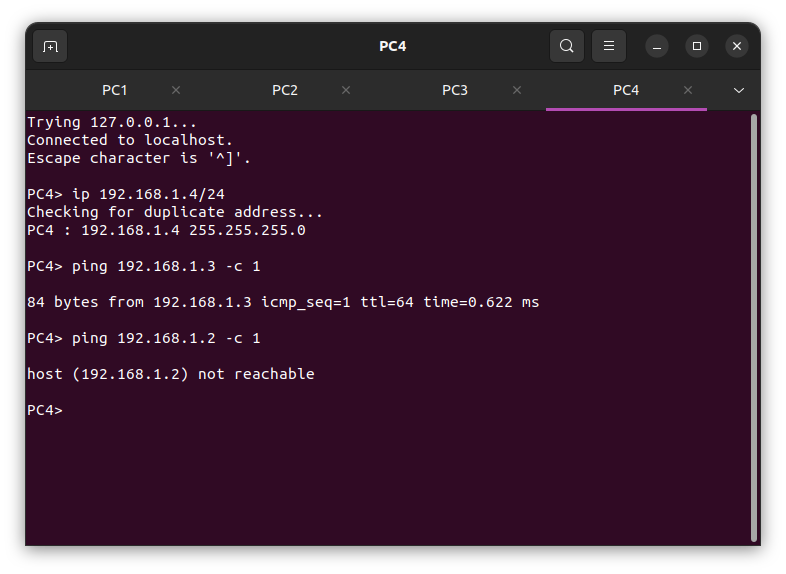 PC4
PC1
PC2
PC3
PC4
Trying 127.0.0.1...
Connected to localhost.
Escape character is '^]'.
PC4> ip 192.168.1.4/24
Checking for duplicate address...
PC4 : 192.168.1.4 255.255.255.0
PC4> ping 192.168.1.3 -c 1
84 bytes from 192.168.1.3 icmp_seq=1 ttl=64 time=0.622 ms
PC4> ping 192.168.1.2 -c 1
host (192.168.1.2) not reachable
PC4>